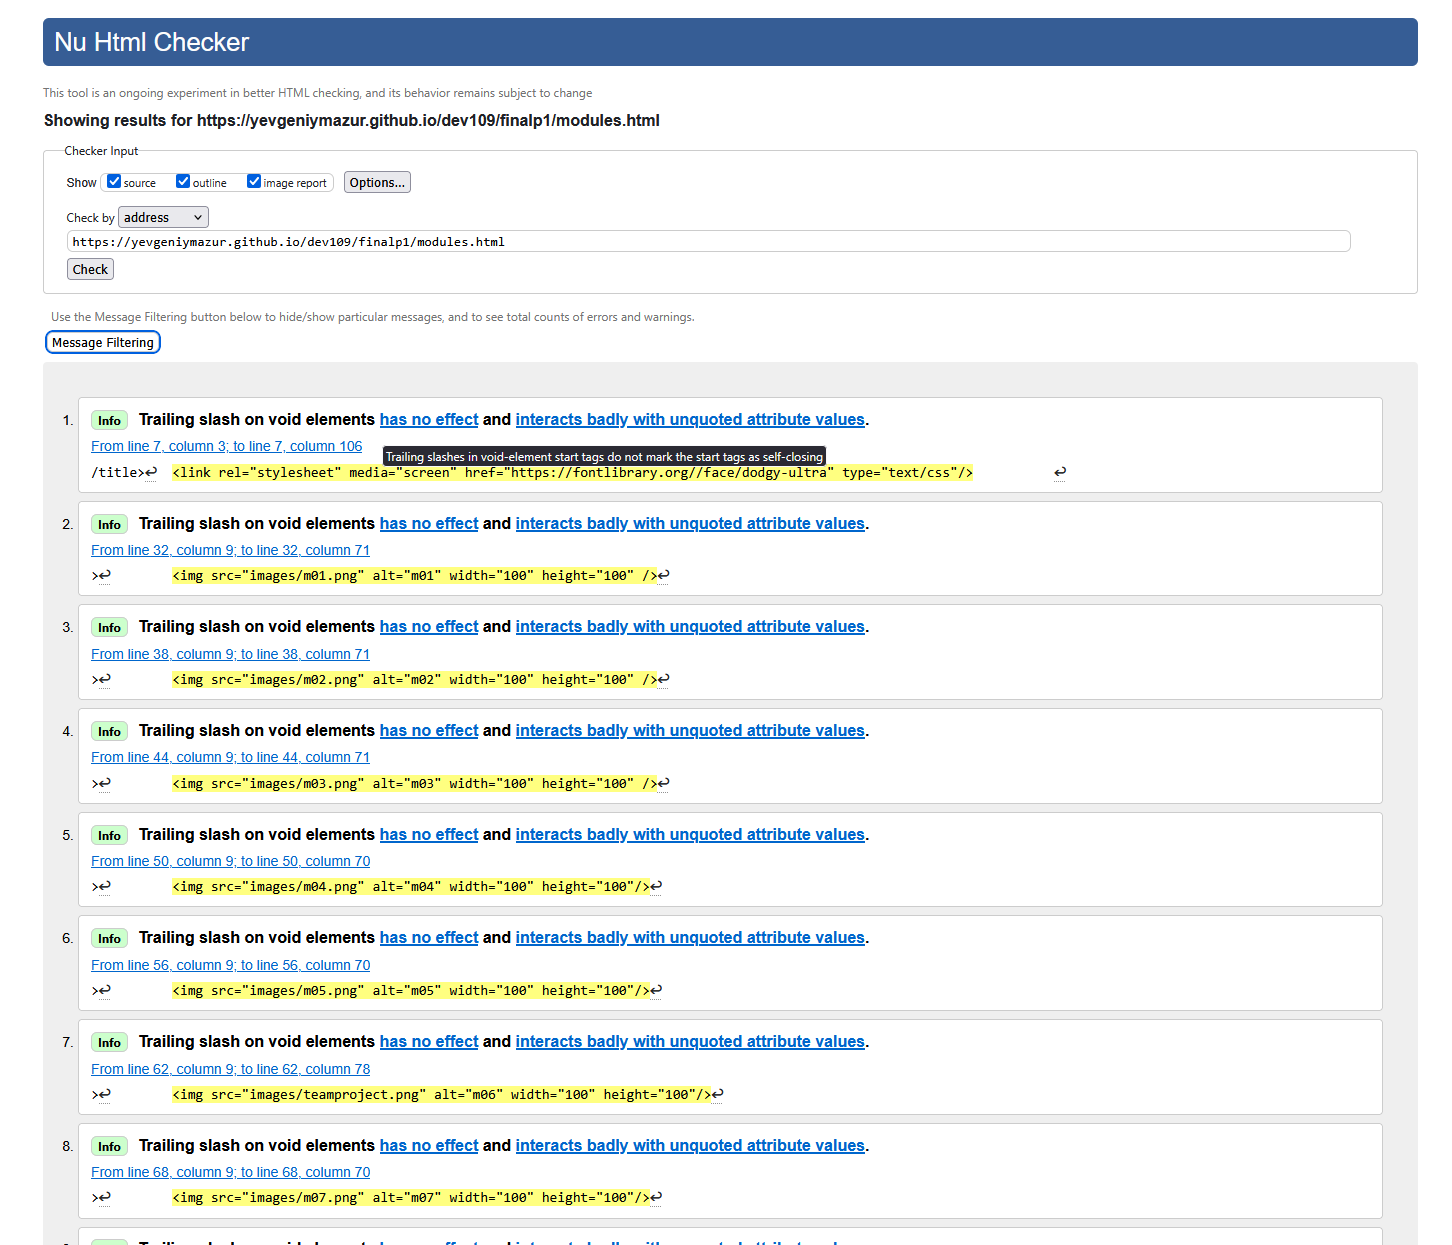 Nu Html Checker
This tool is an ongoing experiment in better HTML checking, and its behavior remains subject to change
Showing results for https://yevgeniymazur.github.io/dev109/finalp1/modules.html
Checker Input
Show source outline image report Options...
Check by address
https://yevgeniymazur.github.io/dev109/finalp1/modules.html
Check
Use the Message Filtering button below to hide/show particular messages, and to see total counts of errors and warnings.
Message Filtering
1. Info Trailing slash on void elements has no effect and interacts badly with unquoted attribute values.
From line 7, column 3; to line 7, column 106
Trailing slashes in void-element start tags do not mark the start tags as self-closing
/title>↩ <link rel="stylesheet" media="screen" href="https://fontlibrary.org//face/dodgy-ultra" type="text/css"/> ↩
2. Info Trailing slash on void elements has no effect and interacts badly with unquoted attribute values.
From line 32, column 9; to line 32, column 71
>↩ <img src="images/m01.png" alt="m01" width="100" height="100" />↩
3. Info Trailing slash on void elements has no effect and interacts badly with unquoted attribute values.
From line 38, column 9; to line 38, column 71
>↩ <img src="images/m02.png" alt="m02" width="100" height="100" />↩
4. Info Trailing slash on void elements has no effect and interacts badly with unquoted attribute values.
From line 44, column 9; to line 44, column 71
>↩ <img src="images/m03.png" alt="m03" width="100" height="100" />↩
5. Info Trailing slash on void elements has no effect and interacts badly with unquoted attribute values.
From line 50, column 9; to line 50, column 70
>↩ <img src="images/m04.png" alt="m04" width="100" height="100"/>↩
6. Info Trailing slash on void elements has no effect and interacts badly with unquoted attribute values.
From line 56, column 9; to line 56, column 70
>↩ <img src="images/m05.png" alt="m05" width="100" height="100"/>↩
7. Info Trailing slash on void elements has no effect and interacts badly with unquoted attribute values.
From line 62, column 9; to line 62, column 78
>↩ <img src="images/teamproject.png" alt="m06" width="100" height="100"/>↩
8. Info Trailing slash on void elements has no effect and interacts badly with unquoted attribute values.
From line 68, column 9; to line 68, column 70
>↩ <img src="images/m07.png" alt="m07" width="100" height="100"/>↩